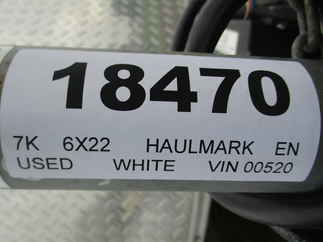 18470
7K 6X22 HAULMARK EN
USED WHITE VIN 00520